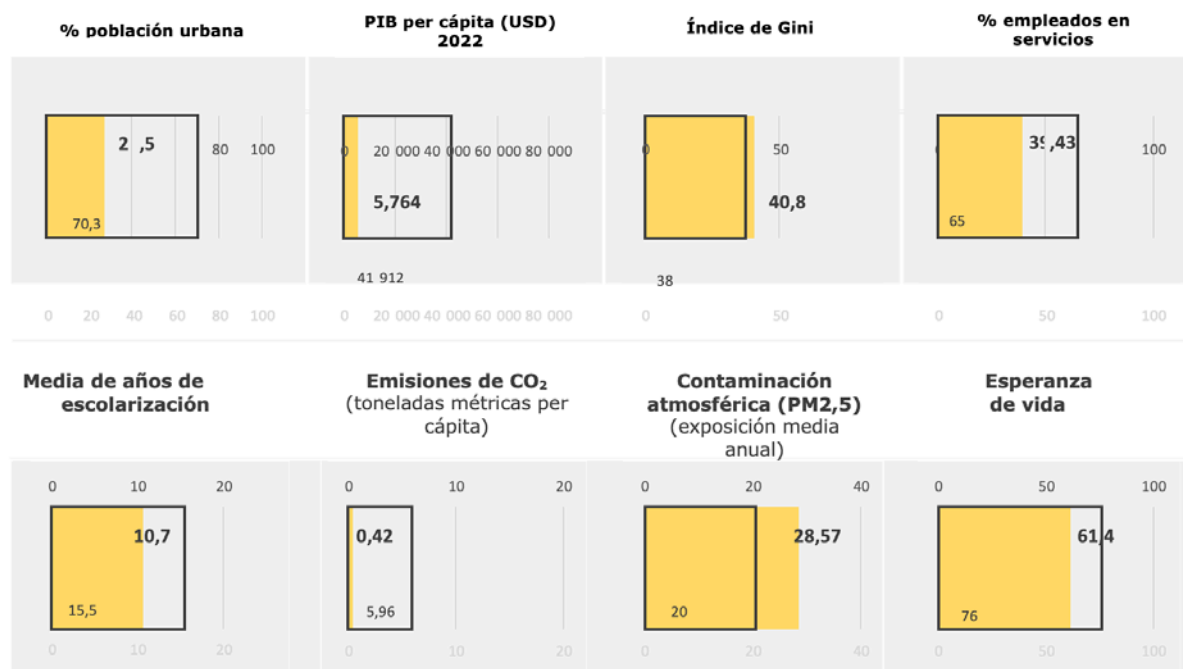 % población urbana
PIB per cápita (USD)
2022
Índice de Gini
% empleados en
servicios
2 ,5
80 100
70,3
0 20 000 40 000 60 000 80 000
5,764
41 912
0 50
40,8
38
39,43
100
65
0 20 40 60 80 100
0 20 000 40 000 60 000 80 000
0 50
0 50 100
Media de años de
escolarización
Emisiones de CO₂
(toneladas métricas per
cápita)
Contaminación
atmosférica (PM2,5)
(exposición media
anual)
Esperanza
de vida
0 10 20
10,7
15,5
0 10 20
0 10 20
0,42
5,96
0 10 20
0 20 40
28,57
20
0 20 40
0 50 100
61,4
76
0 50 100